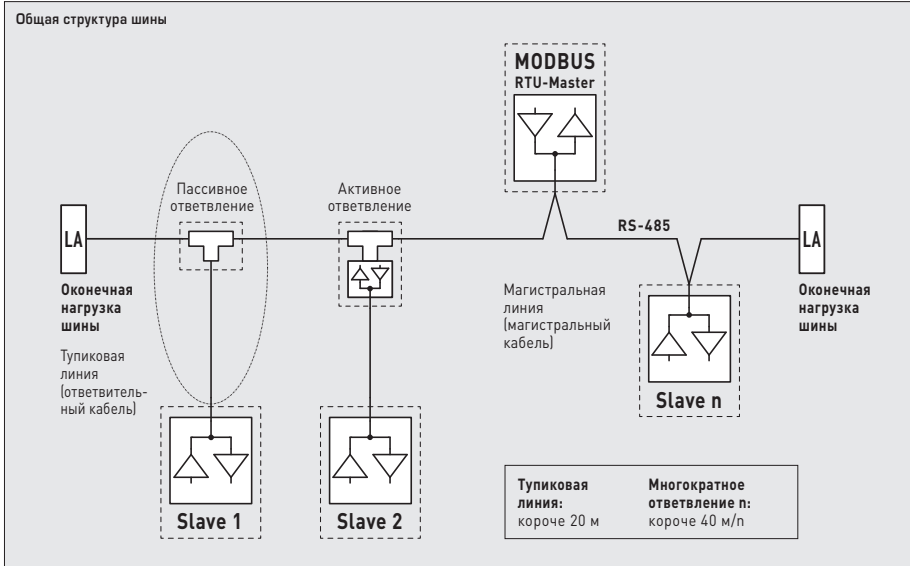 Общая структура шины
MODBUS
RTU-Master
Пассивное
ответвление
Активное
ответвление
RS-485
LA
LA
Оконечная
нагрузка
шины
Магистральная
линия
(магистральный
кабель)
Оконечная
нагрузка
шины
Тупиковая
линия
(ответвитель-
ный кабель)
Slave n
Slave 1
Slave 2
Тупиковая
линия:
короче 20 м
Многократное
ответвление n:
короче 40 м/n